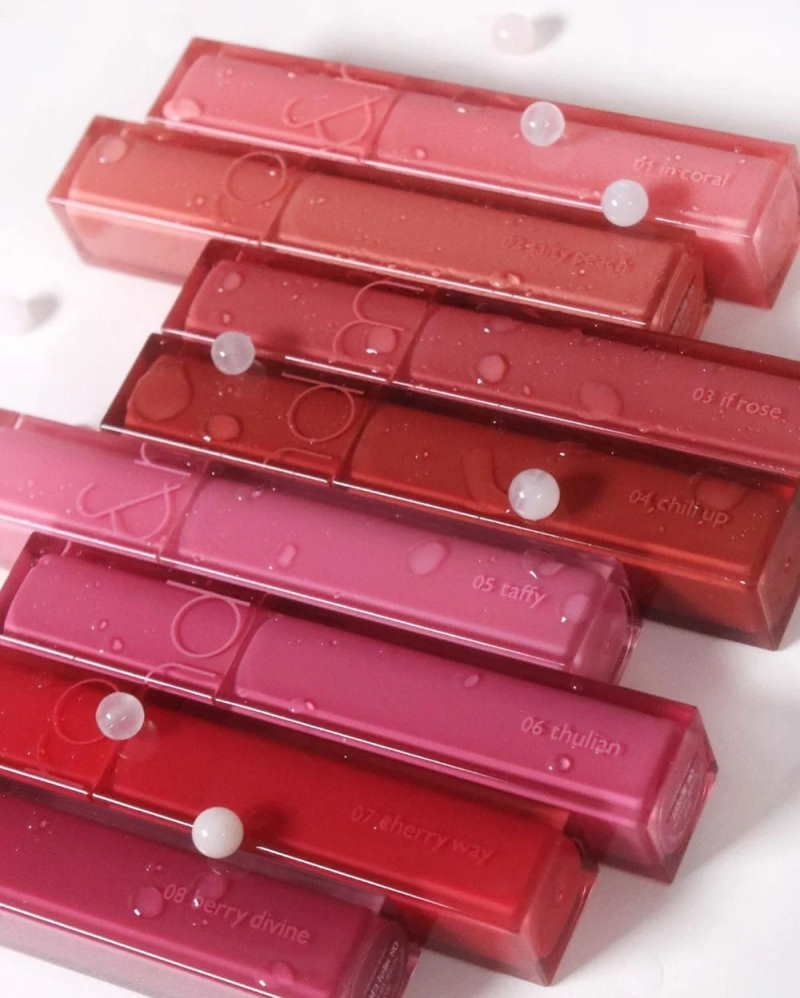 01 in coral
02 salty peach
03 if rose
04 chili up
05 taffy
06 thulian
07 cherry way
08 berry divine